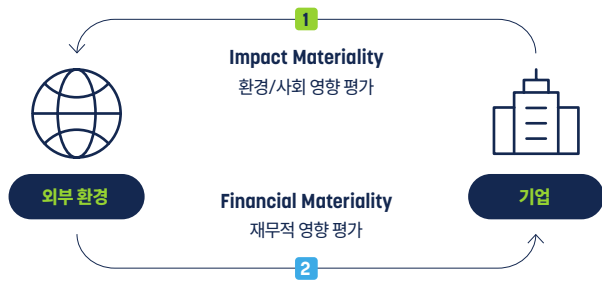 1
Impact Materiality
환경/사회 영향 평가
외부 환경
기업
Financial Materiality
재무적 영향 평가
2